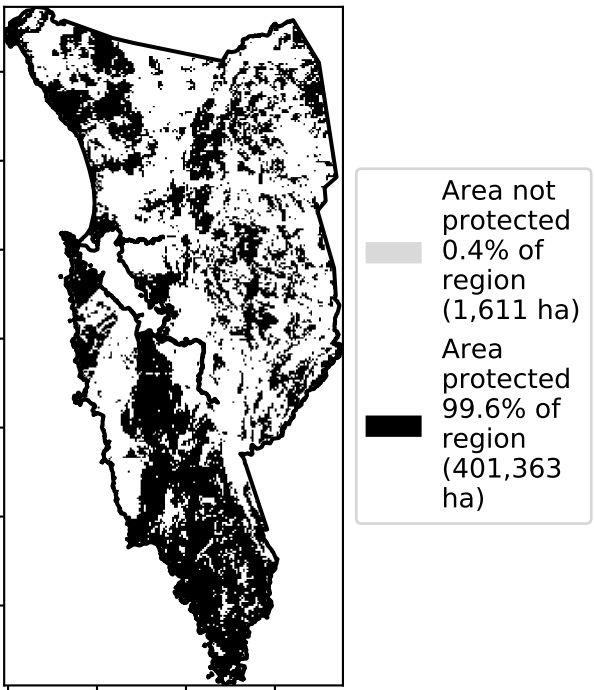 Area not
protected
0.4% of
region
(1,611 ha)
Area
protected
99.6% of
region
(401,363
ha)